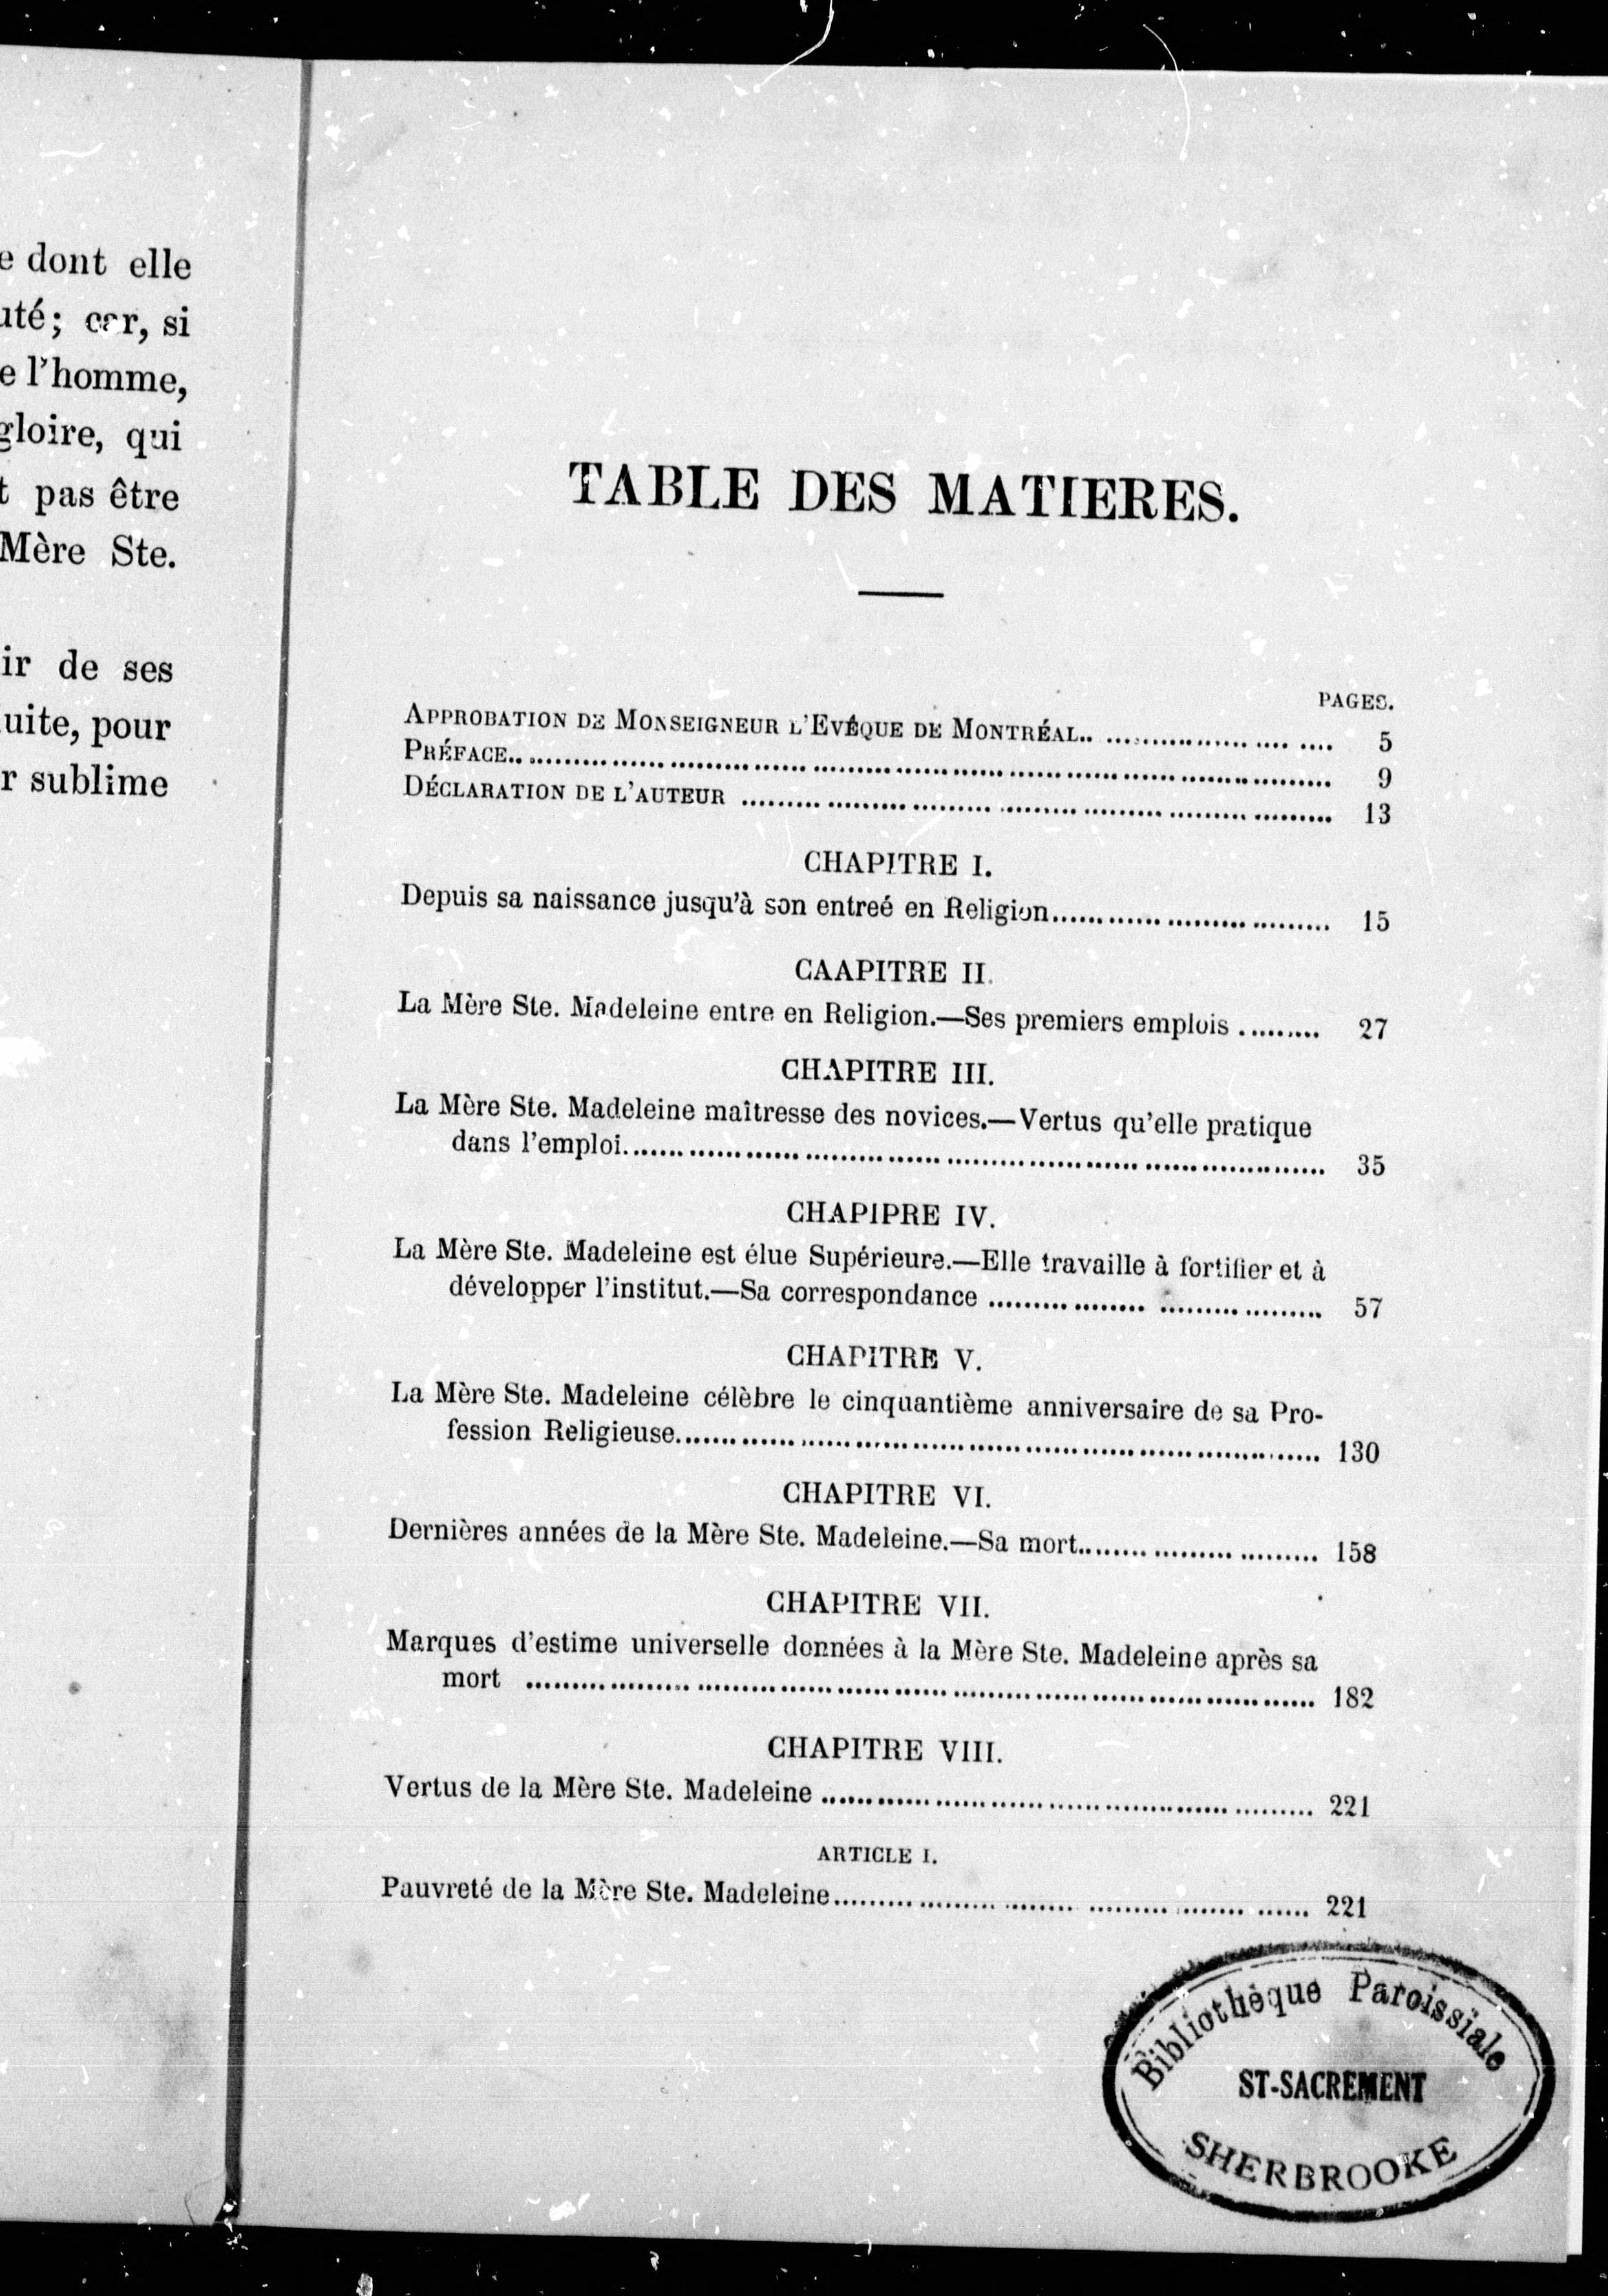 e dont elle
uté; car, si
e l'homme,
gloire, qui
t pas être
Mère Ste.
ir de ses
uite, pour
r sublime
TABLE DES MATIERES.
PAGES.
APPROBATION DE MONSEIGNEUR L'EVÊQUE DE MONTRÉAL.. .................... .... .... 5
PRÉFACE.......................................................................... 9
DÉCLARATION DE L'AUTEUR ......... ......... ......... ......... ......... ......... ......... 13
CHAPITRE I.
Depuis sa naissance jusqu'à son entreé en Religion............ ......... ......... 15
CAAPITRE II.
La Mère Ste. Madeleine entre en Religion.—Ses premiers emplois ......... 27
CHAPITRE III.
La Mère Ste. Madeleine maîtresse des novices.—Vertus qu'elle pratique
dans l'emploi.................................................................. 35
CHAPIPRE IV.
La Mère Ste. Madeleine est élue Supérieure.—Elle travaille à fortifier et à
développer l'institut.—Sa correspondance ......... ........ ......... ......... 57
CHAPITRE V.
La Mère Ste. Madeleine célèbre le cinquantième anniversaire de sa Pro-
fession Religieuse............................................................ 130
CHAPITRE VI.
Dernières années de la Mère Ste. Madeleine.—Sa mort......... ......... ......... 158
CHAPITRE VII.
Marques d'estime universelle données à la Mère Ste. Madeleine après sa
mort .......................................................................... 182
CHAPITRE VIII.
Vertus de la Mère Ste. Madeleine ............................................. 221
ARTICLE I.
Pauvreté de la Mère Ste. Madeleine......... ......... ........ ......... ........ ...... 221
Bibliothèque Paroissiale
ST-SACREMENT
SHERBROOKE